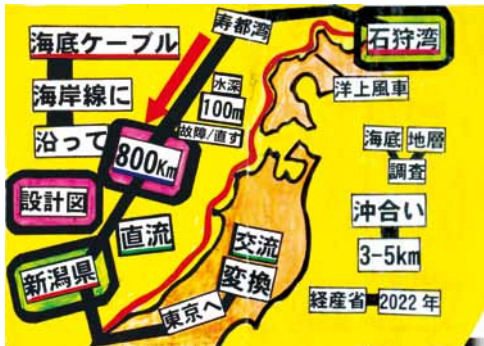 海底ケーブル
海岸線に
沿って
800Km
設計図
直流
新潟県
寿都湾
水深
100m
故障/直す
石狩湾
洋上風車
海底 地層
調査
沖合い
3-5km
経産省 2022年
交流
変換
東京へ